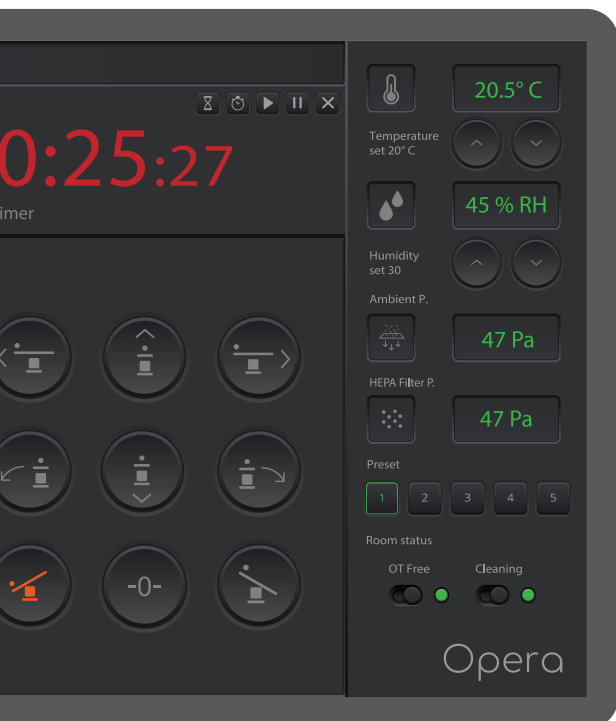 0:25:27
imer
20.5° C
Temperature
set 20° C
45 % RH
Humidity
set 30
Ambient P.
47 Pa
HEPA Filter P.
47 Pa
Preset
1 2 3 4 5
Room status
OT Free Cleaning
-0-
Opera